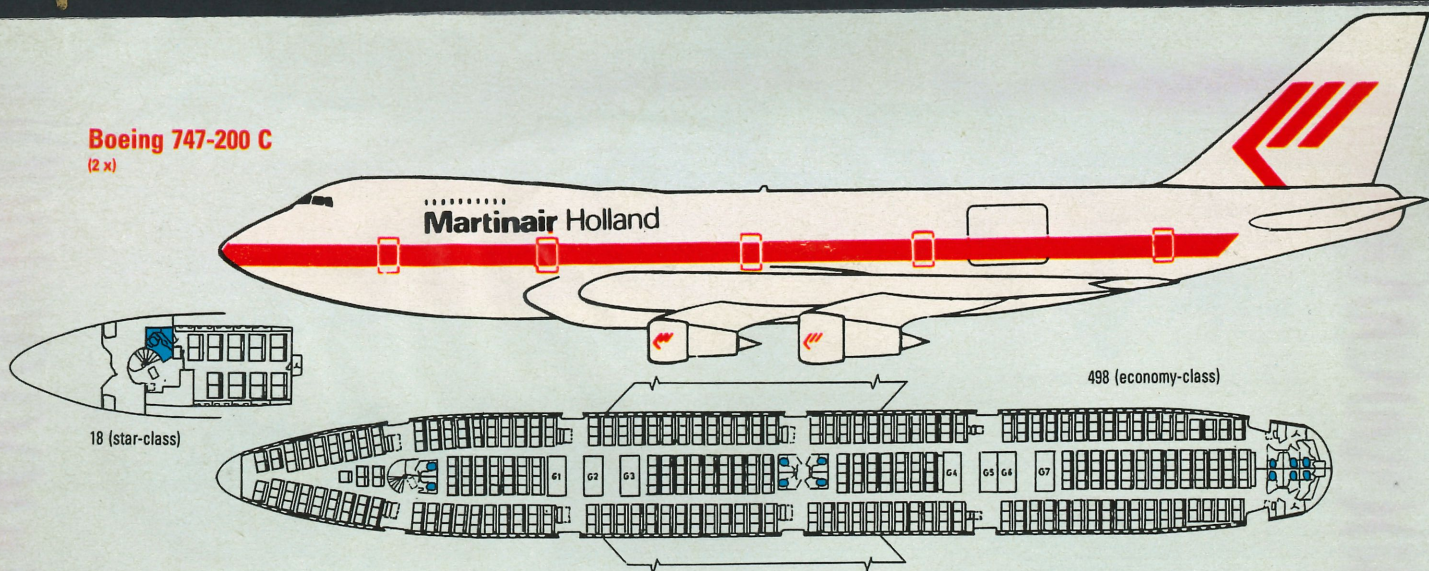 Boeing 747-200 C
(2 x)
Martinair Holland
498 (economy-class)
18 (star-class)
G1
G2
G3
G4
G5
G6
G7